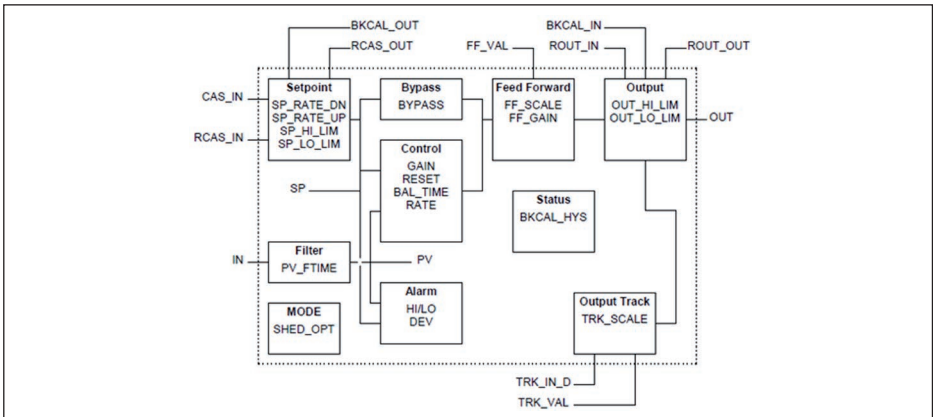 BKCAL_OUT
BKCAL_IN
RCAS_OUT
FF_VAL
ROUT_IN
ROUT_OUT
CAS_IN
RCAS_IN
Setpoint
SP_RATE_DN
SP_RATE_UP
SP_HI_LIM
SP_LO_LIM
Bypass
BYPASS
Feed Forward
FF_SCALE
FF_GAIN
Output
OUT_HI_LIM
OUT_LO_LIM
OUT
Control
GAIN
RESET
BAL_TIME
RATE
SP
Status
BKCAL_HYS
IN
Filter
PV_FTIME
PV
MODE
SHED_OPT
Alarm
HI/LO
DEV
Output Track
TRK_SCALE
TRK_IN_D
TRK_VAL